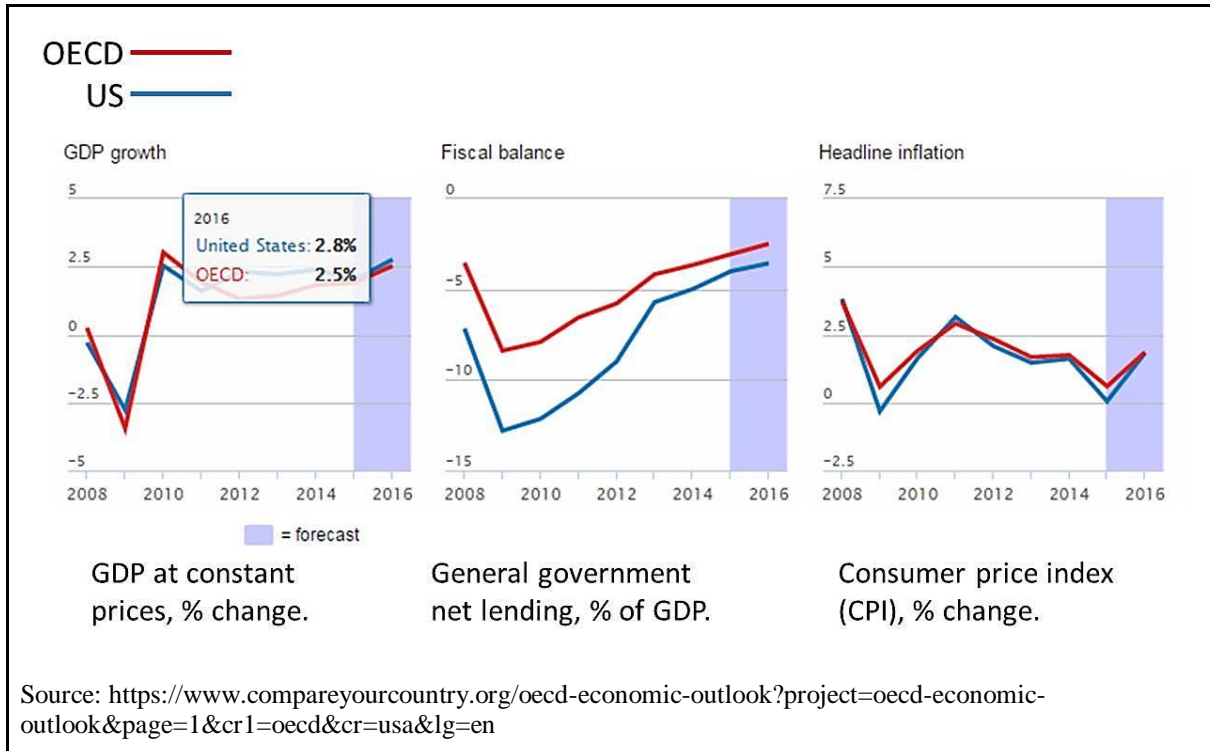 OECD
US
GDP growth
5
2.5
0
−2.5
−5
2008 2010 2012 2014 2016
2016
United States: 2.8%
OECD: 2.5%
Fiscal balance
0
−5
−10
−15
2008 2010 2012 2014 2016
Headline inflation
7.5
5
2.5
0
−2.5
2008 2010 2012 2014 2016
= forecast
GDP at constant
prices, % change.
General government
net lending, % of GDP.
Consumer price index
(CPI), % change.
Source: https://www.compareyourcountry.org/oecd-economic-outlook?project=oecd-economic-
outlook&page=1&cr1=oecd&cr=usa&lg=en